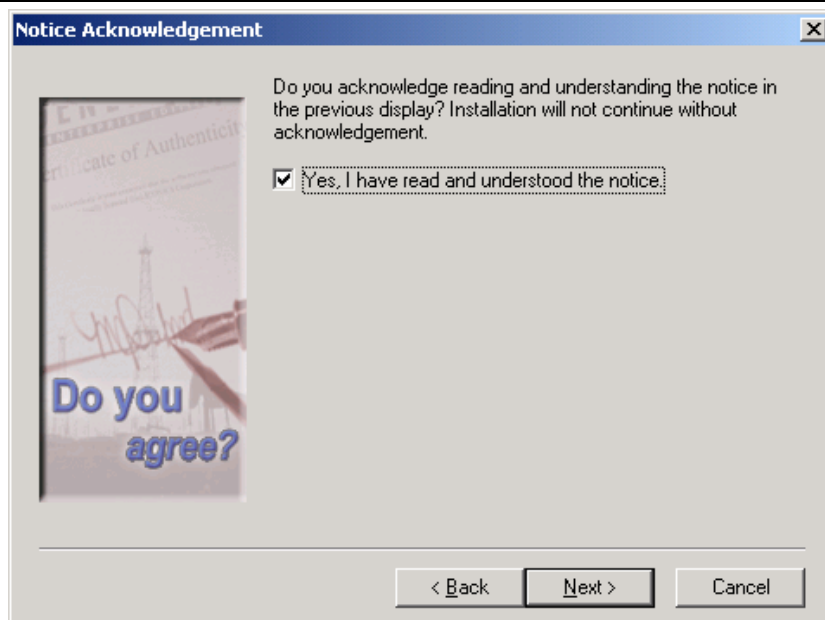 Notice Acknowledgement
Do you acknowledge reading and understanding the notice in
the previous display? Installation will not continue without
acknowledgement.
Yes, I have read and understood the notice.
Certificate of Authenticity
Do you
agree?
< Back
Next >
Cancel